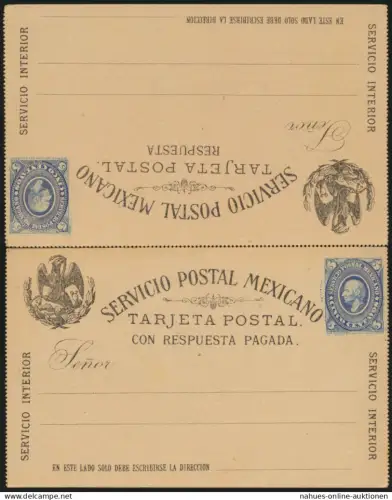 EN ESTE LADO SOLO DEBE ESCRIBIRSE LA DIRECCION
SERVICIO INTERIOR
SERVICIO INTERIOR
Señor
RESPUESTA
TARJETA POSTAL.
SERVICIO POSTAL MEXICANO
SERVICIO POSTAL MEXICANO
TARJETA POSTAL.
CON RESPUESTA PAGADA.
Señor
SERVICIO INTERIOR
SERVICIO INTERIOR
EN ESTE LADO SOLO DEBE ESCRIBIRSE LA DIRECCION
https://www.nahues-online-auktionen